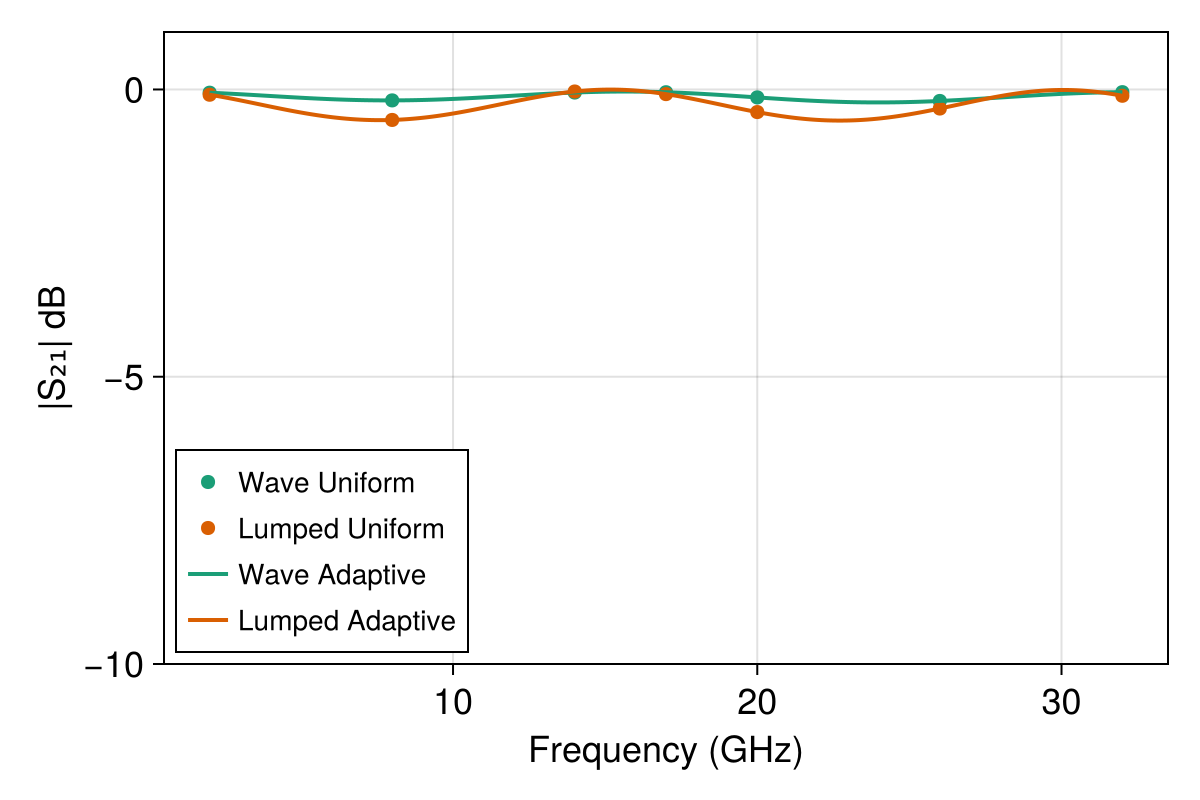 0
−5
−10
|S₂₁| dB
Wave Uniform
Lumped Uniform
Wave Adaptive
Lumped Adaptive
10
20
30
Frequency (GHz)